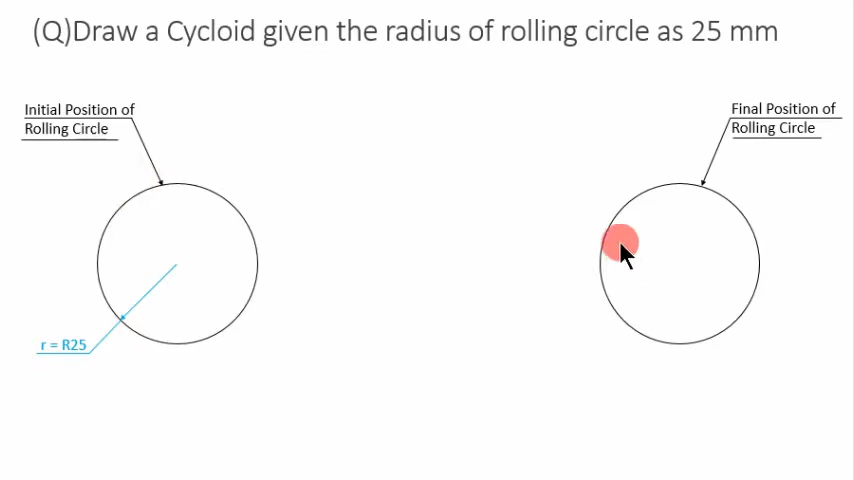 (Q)Draw a Cycloid given the radius of rolling circle as 25 mm
Initial Position of
Rolling Circle
Final Position of
Rolling Circle
r = R25